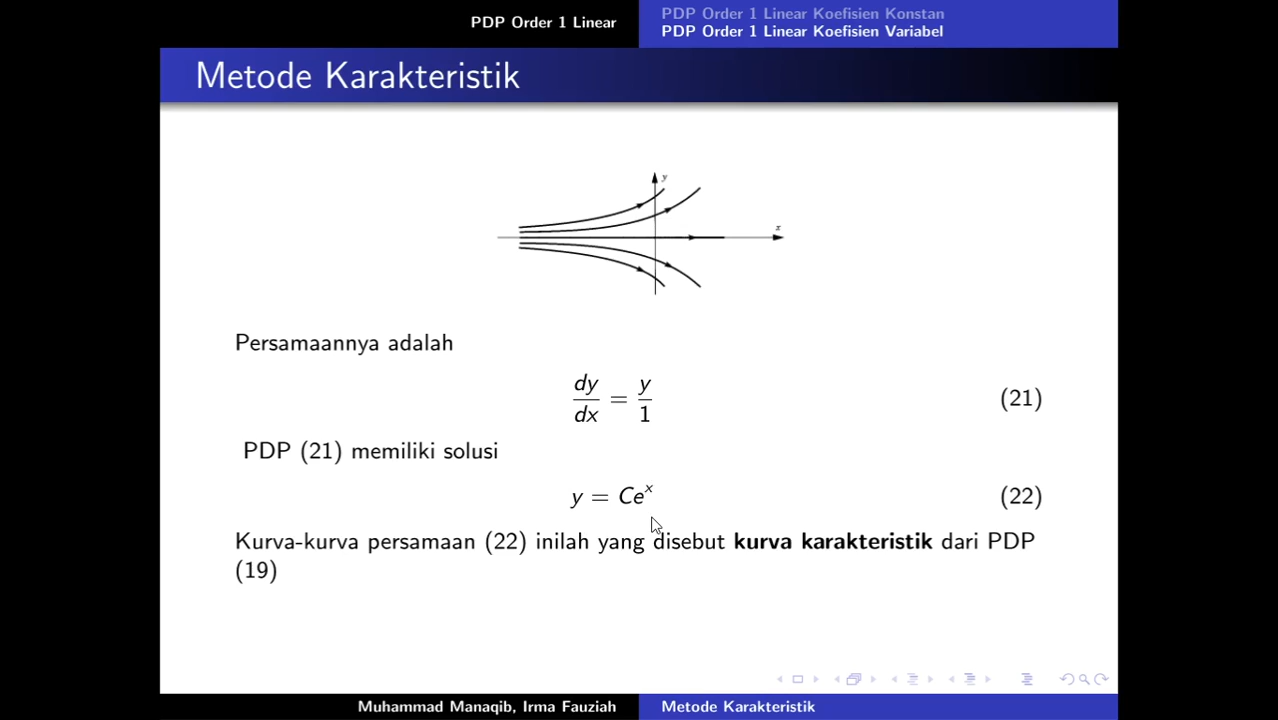 PDP Order 1 Linear
PDP Order 1 Linear Koefisien Konstan
PDP Order 1 Linear Koefisien Variabel
Metode Karakteristik
y
x
Persamaannya adalah
dy/dx = y/1 (21)
PDP (21) memiliki solusi
y = Ceˣ (22)
Kurva-kurva persamaan (22) inilah yang disebut kurva karakteristik dari PDP
(19)
Muhammad Manaqib, Irma Fauziah
Metode Karakteristik